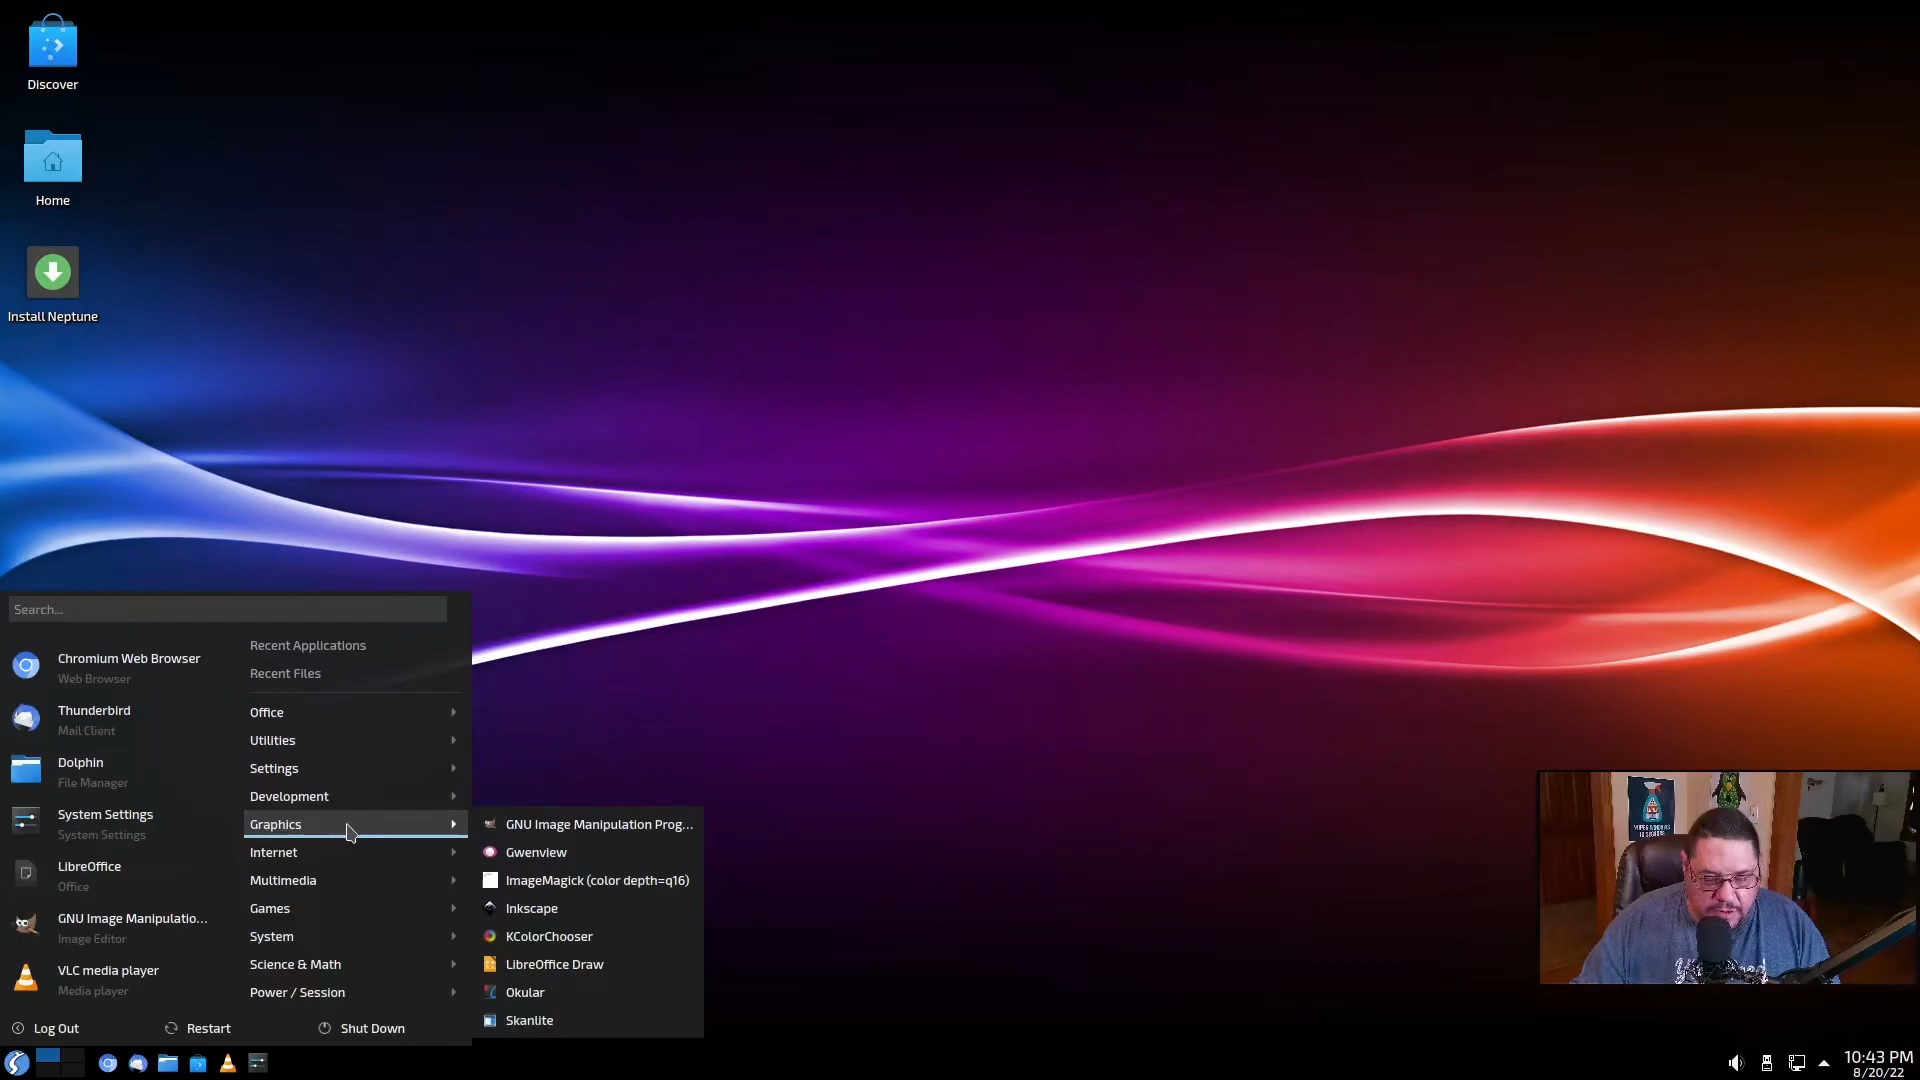 Discover
Home
Install Neptune
Search...
Chromium Web Browser
Web Browser
Thunderbird
Mail Client
Dolphin
File Manager
System Settings
System Settings
LibreOffice
Office
GNU Image Manipulatio...
Image Editor
VLC media player
Media player
Recent Applications
Recent Files
Office
Utilities
Settings
Development
Graphics
Internet
Multimedia
Games
System
Science & Math
Power / Session
GNU Image Manipulation Prog...
Gwenview
ImageMagick (color depth=q16)
Inkscape
KColorChooser
LibreOffice Draw
Okular
Skanlite
Log Out
Restart
Shut Down
10:43 PM
8/20/22